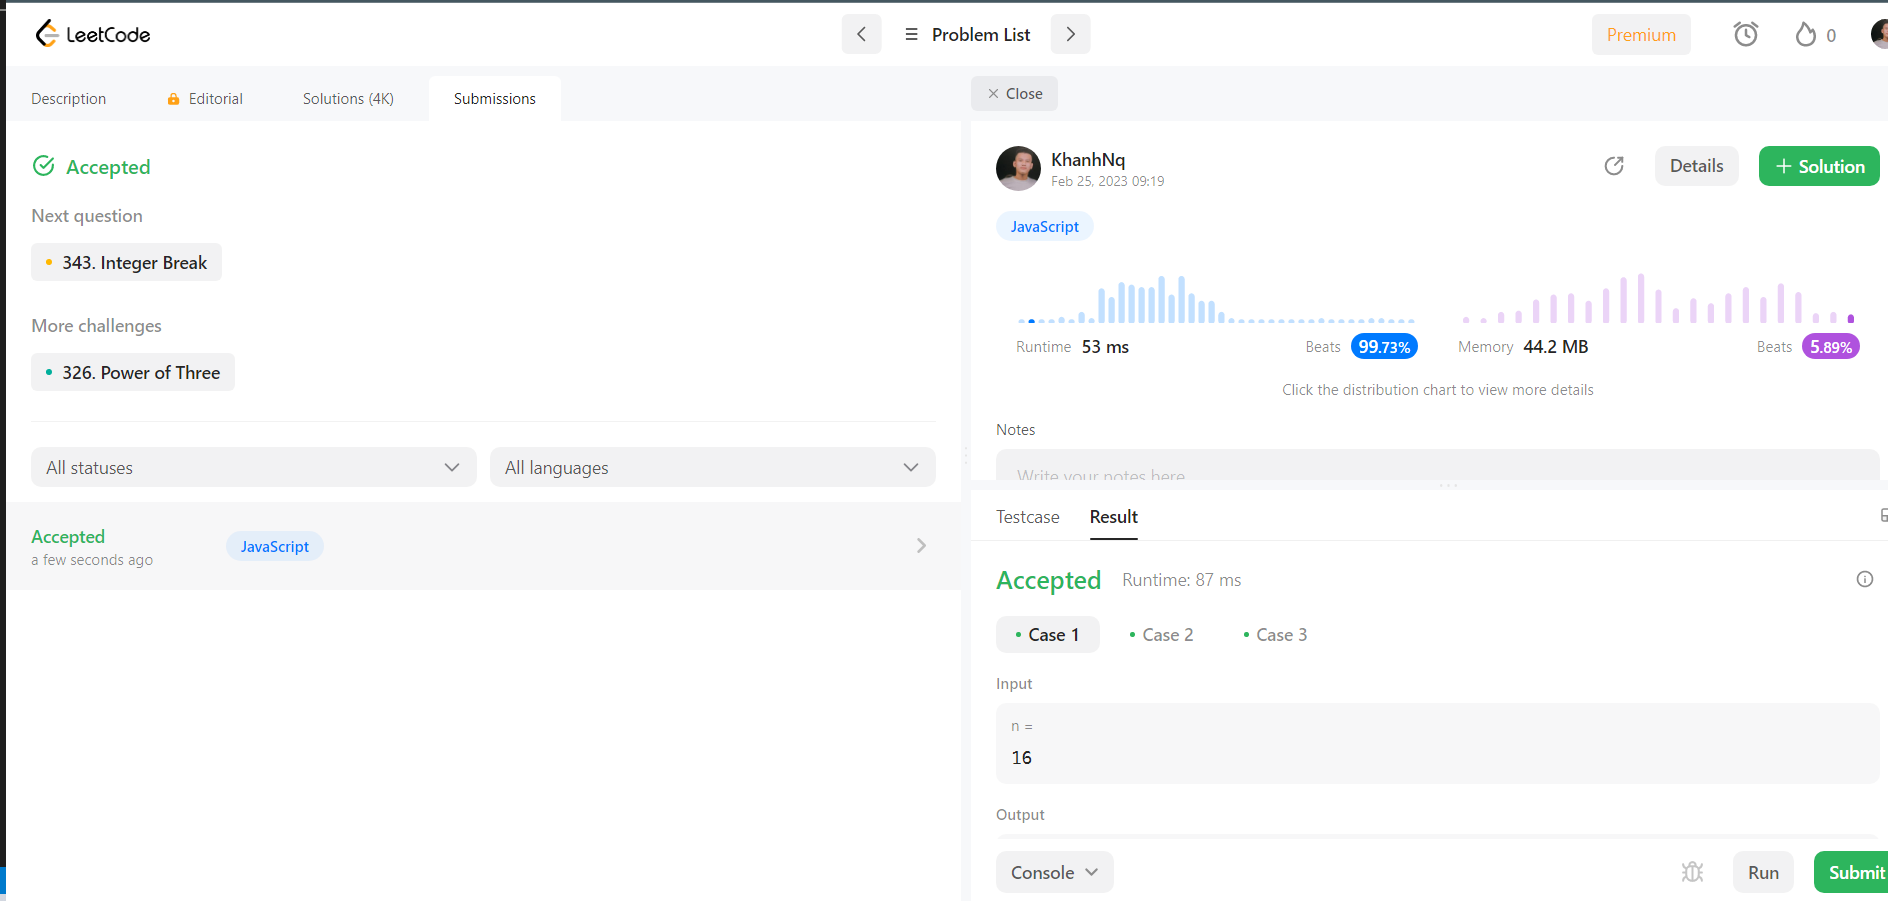 LeetCode
Problem List
Premium
0
Description
Editorial
Solutions (4K)
Submissions
Close
Accepted
Next question
343. Integer Break
More challenges
326. Power of Three
All statuses
All languages
Accepted
a few seconds ago
JavaScript
KhanhNq
Feb 25, 2023 09:19
Details
Solution
JavaScript
Runtime 53 ms
Beats 99.73%
Memory 44.2 MB
Beats 5.89%
Click the distribution chart to view more details
Notes
Write your notes here
Testcase
Result
Accepted
Runtime: 87 ms
Case 1
Case 2
Case 3
Input
n =
16
Output
Console
Run
Submit